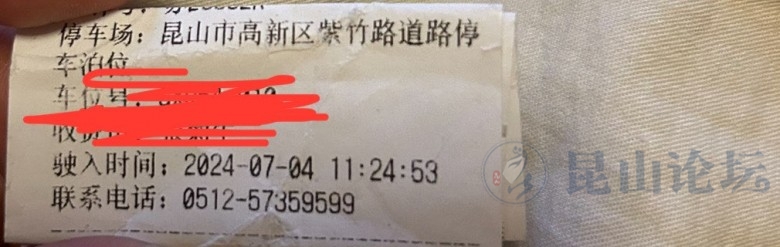 停车场：昆山市高新区紫竹路道路停
车泊位
车位号：
驶入时间：2024-07-04 11:24:53
联系电话：0512-57359599
昆山论坛